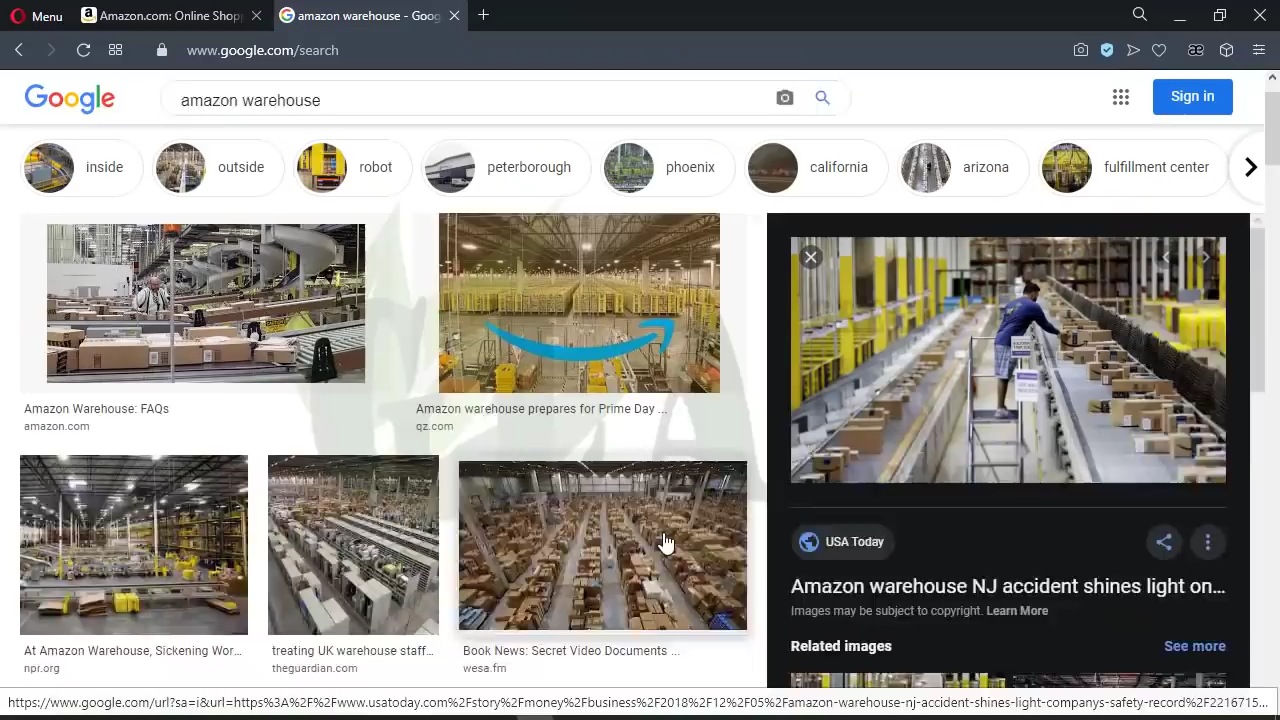 Menu
Amazon.com: Online Shop
amazon warehouse - Goog
www.google.com/search
Google
amazon warehouse
Sign in
inside
outside
robot
peterborough
phoenix
california
arizona
fulfillment center
Amazon Warehouse: FAQs
amazon.com
Amazon warehouse prepares for Prime Day ...
qz.com
USA Today
Amazon warehouse NJ accident shines light on...
Images may be subject to copyright. Learn More
Related images
See more
At Amazon Warehouse, Sickening Wor...
npr.org
treating UK warehouse staff...
theguardian.com
Book News: Secret Video Documents ...
wesa.fm
https://www.google.com/url?sa=i&url=https%3A%2F%2Fwww.usatoday.com%2Fstory%2Fmoney%2Fbusiness%2F2018%2F12%2F05%2Famazon-warehouse-nj-accident-shines-light-companys-safety-record%2F2216715...